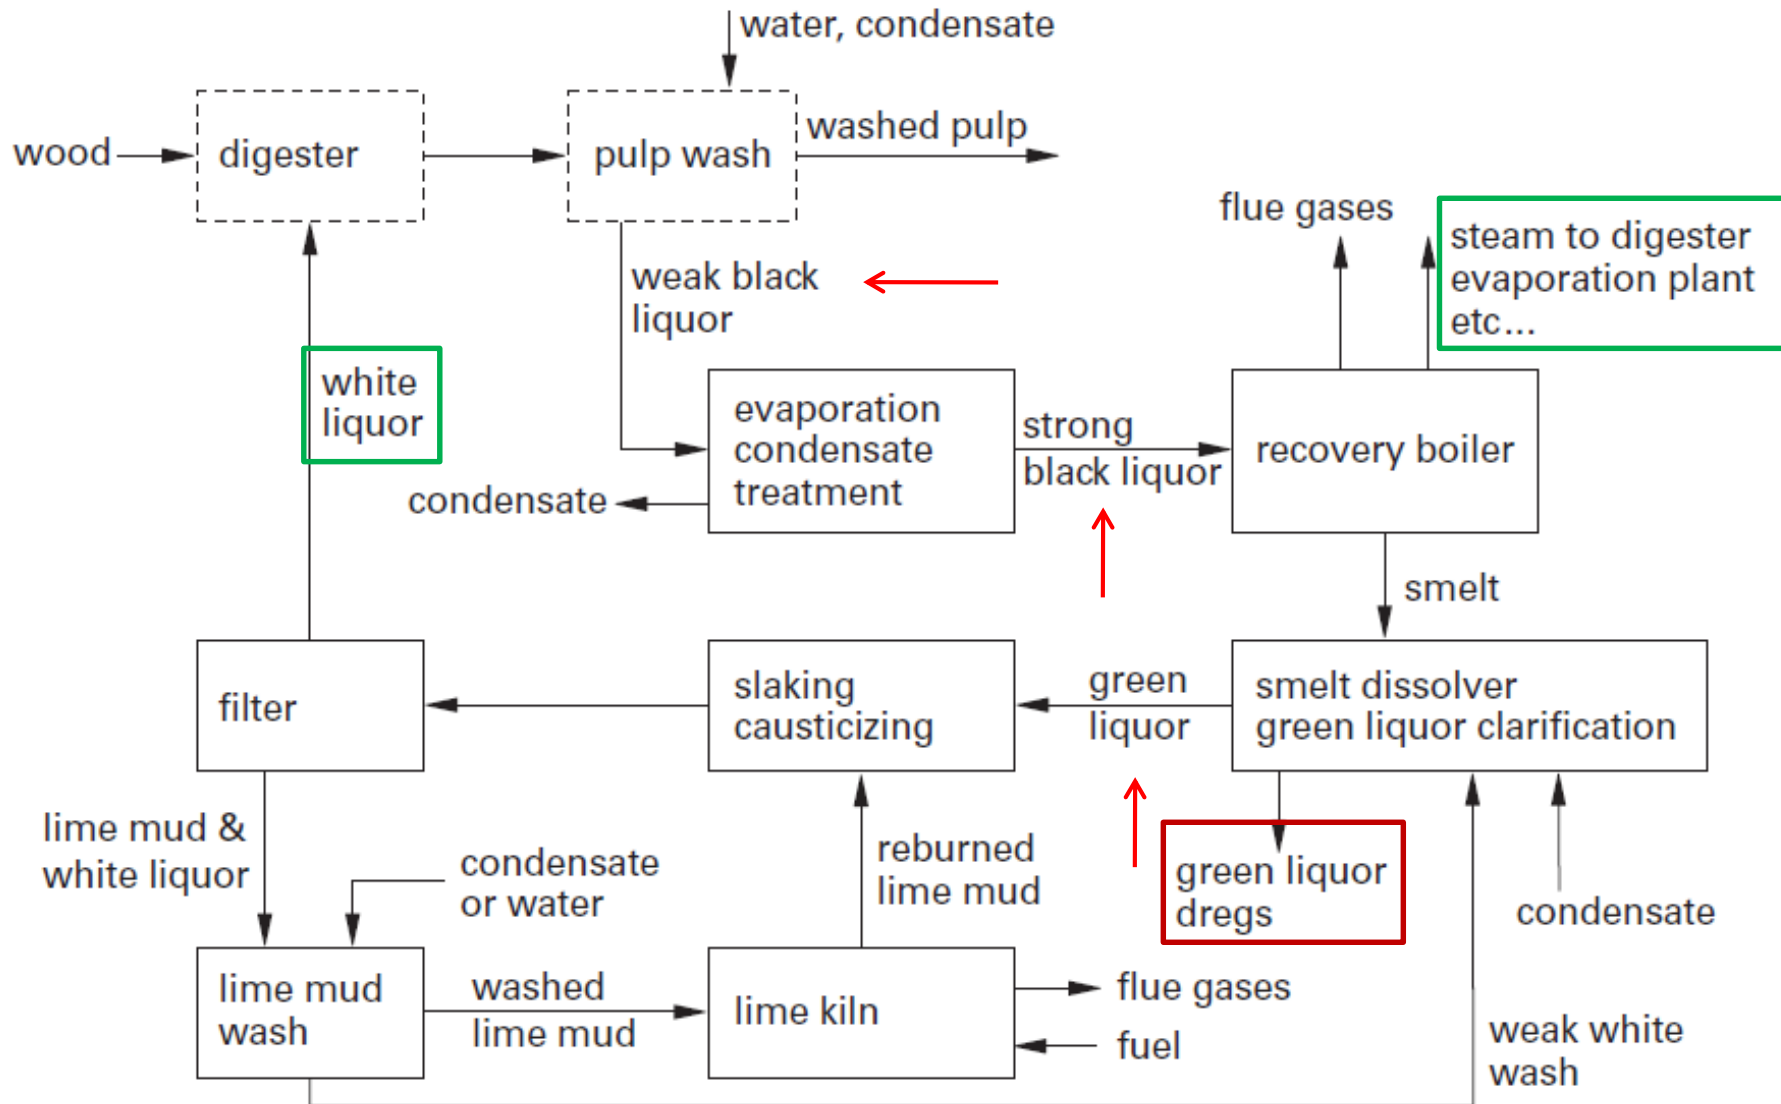 water, condensate
wood
digester
pulp wash
washed pulp
flue gases
steam to digester
evaporation plant
etc...
weak black
liquor
white
liquor
evaporation
condensate
treatment
strong
black liquor
recovery boiler
condensate
smelt
filter
slaking
causticizing
green
liquor
smelt dissolver
green liquor clarification
lime mud &
white liquor
condensate
or water
reburned
lime mud
green liquor
dregs
condensate
lime mud
wash
washed
lime mud
lime kiln
flue gases
fuel
weak white
wash